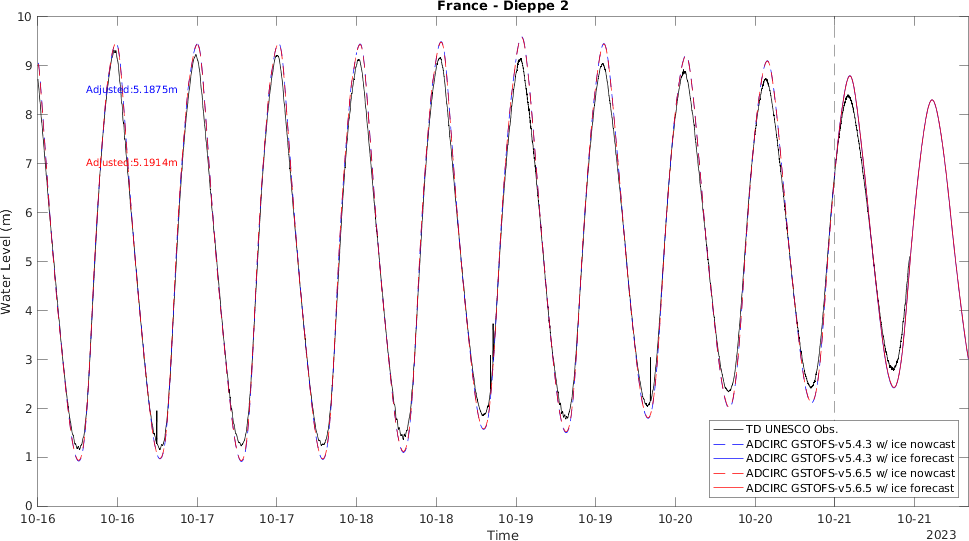 France - Dieppe 2
Water Level (m)
10
9
8
7
6
5
4
3
2
1
0
Adjusted:5.1875m
Adjusted:5.1914m
TD UNESCO Obs.
ADCIRC GSTOFS-v5.4.3 w/ ice nowcast
ADCIRC GSTOFS-v5.4.3 w/ ice forecast
ADCIRC GSTOFS-v5.6.5 w/ ice nowcast
ADCIRC GSTOFS-v5.6.5 w/ ice forecast
10-16 10-16 10-17 10-17 10-18 10-18 10-19 10-19 10-20 10-20 10-21 10-21
Time
2023